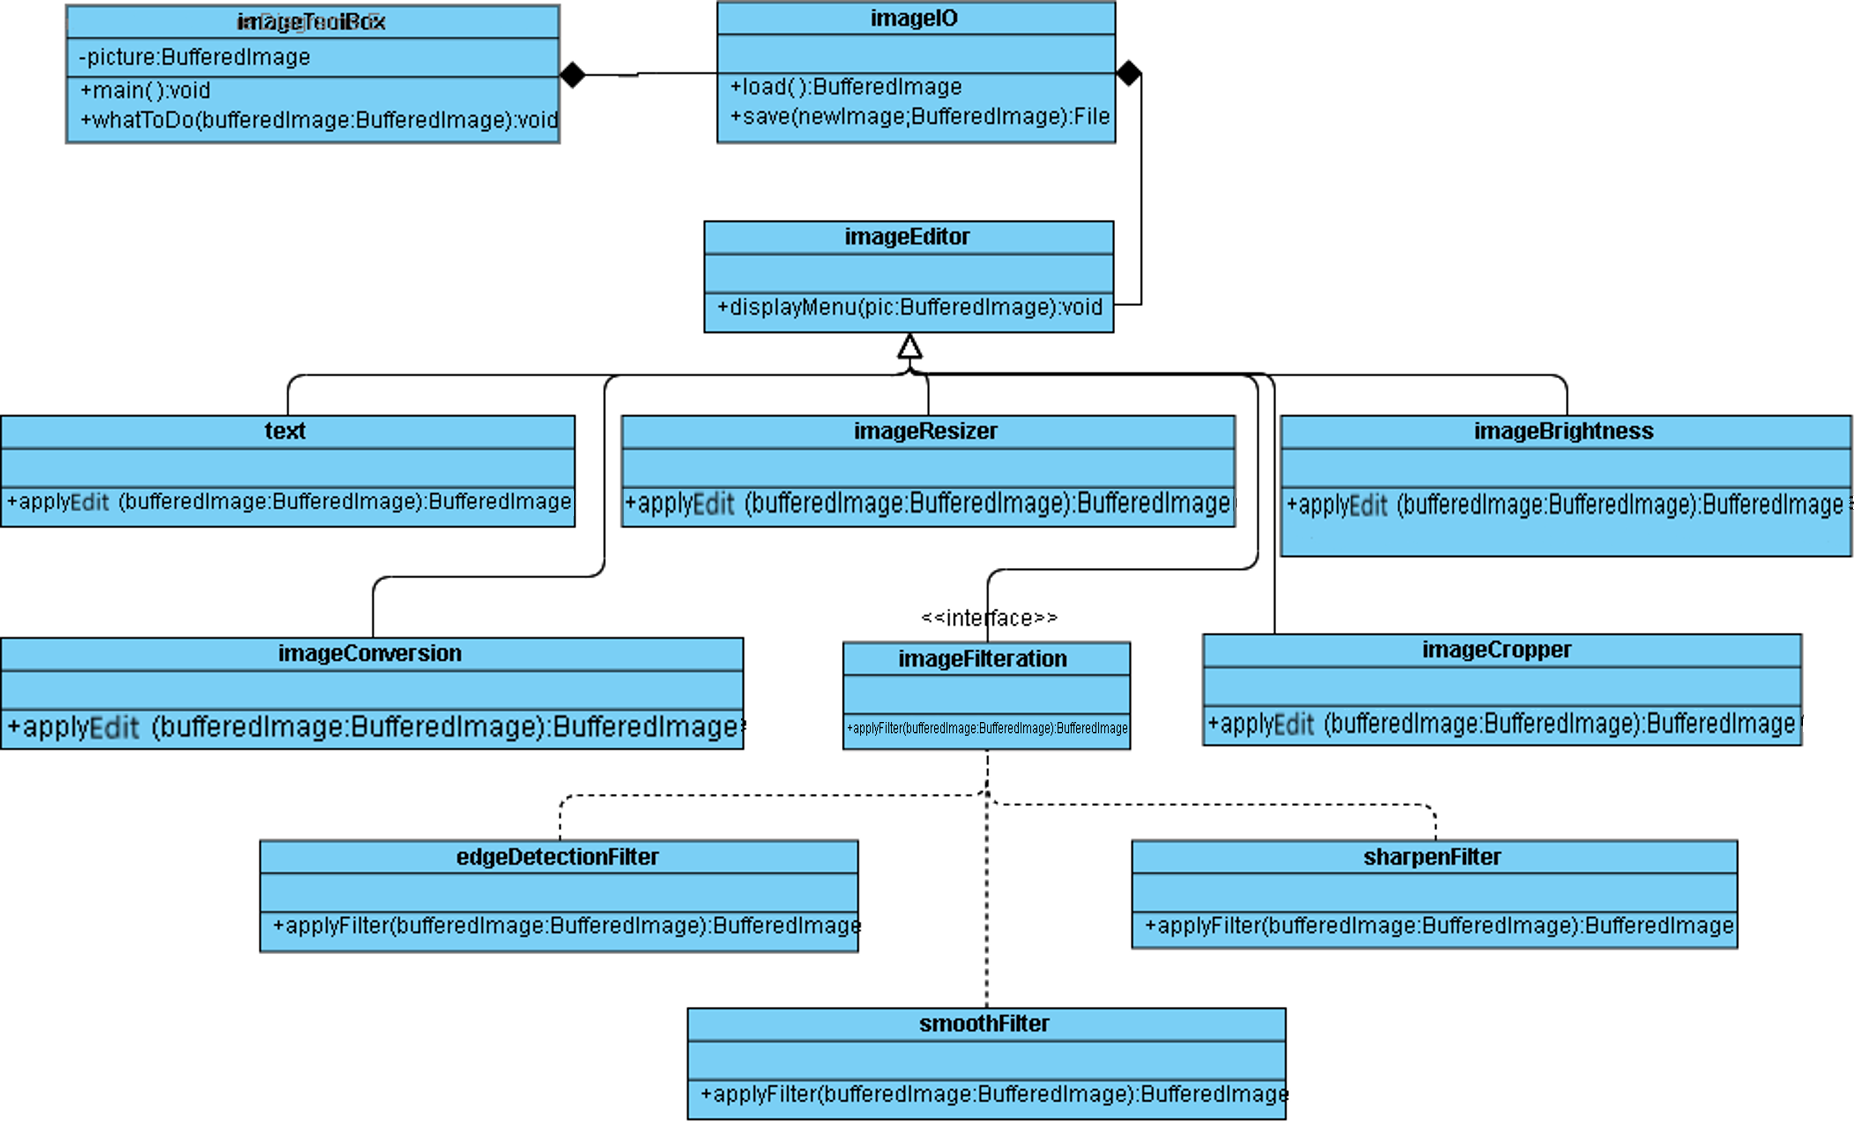 imageToolBox
-picture:BufferedImage
+main():void
+whatToDo(bufferedImage:BufferedImage):void
imageIO
+load():BufferedImage
+save(newImage;BufferedImage):File
imageEditor
+displayMenu(pic:BufferedImage):void
text
+applyEdit (bufferedImage:BufferedImage):BufferedImage
imageResizer
+applyEdit (bufferedImage:BufferedImage):BufferedImage
imageBrightness
+applyEdit (bufferedImage:BufferedImage):BufferedImage
imageConversion
+applyEdit (bufferedImage:BufferedImage):BufferedImage
<<interface>>
imageFilteration
+applyFilter(bufferedImage:BufferedImage):BufferedImage
imageCropper
+applyEdit (bufferedImage:BufferedImage):BufferedImage
edgeDetectionFilter
+applyFilter(bufferedImage:BufferedImage):BufferedImage
sharpenFilter
+applyFilter(bufferedImage:BufferedImage):BufferedImage
smoothFilter
+applyFilter(bufferedImage:BufferedImage):BufferedImage